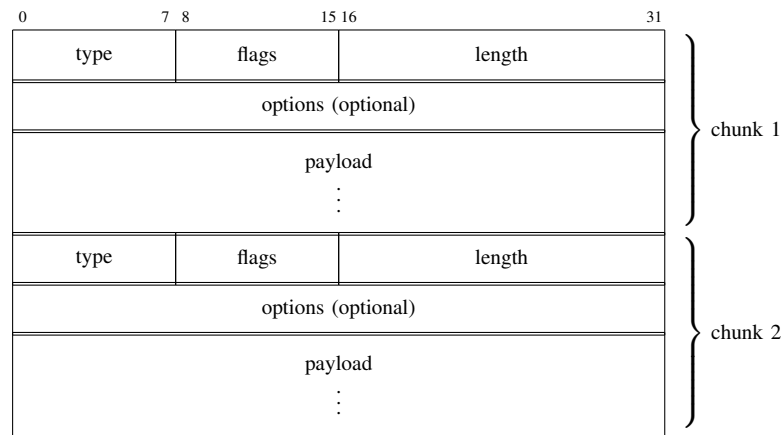 0 7 8 15 16 31
type flags length
options (optional)
chunk 1
payload
type flags length
options (optional)
chunk 2
payload